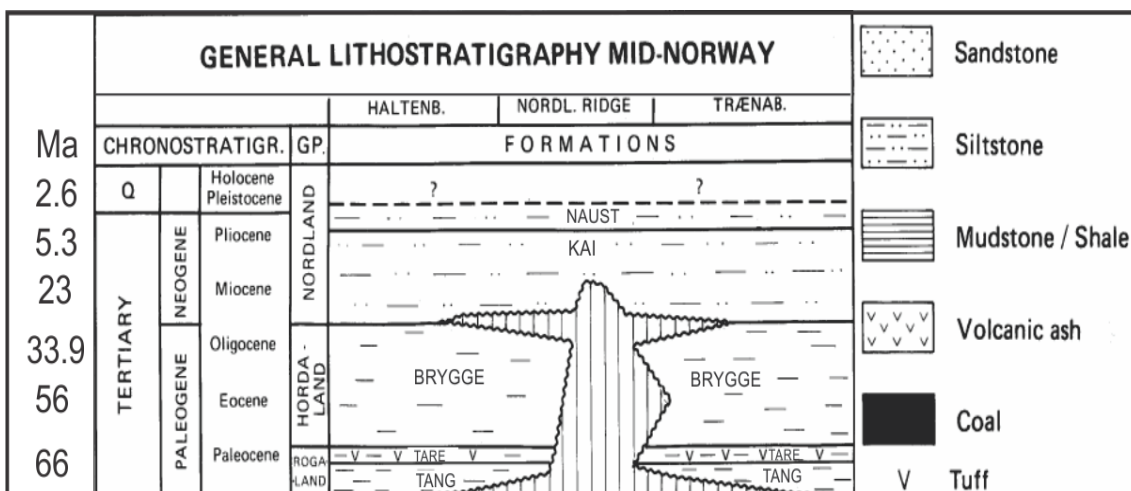 GENERAL LITHOSTRATIGRAPHY MID-NORWAY
HALTENB. NORDL. RIDGE TRÆNAB.
Ma CHRONOSTRATIGR. GP. FORMATIONS
2.6 Q Holocene Pleistocene ? ?
NAUST
5.3 Pliocene KAI
23 Miocene
NEOGENE
NORDLAND
33.9 Oligocene
TERTIARY
BRYGGE BRYGGE
56 Eocene
PALEOGENE
HORDA-
LAND
66 Paleocene
ROGA
-LAND
V V TARE V V V V TARE V
TANG TANG
Sandstone
Siltstone
Mudstone / Shale
Volcanic ash
Coal
V Tuff